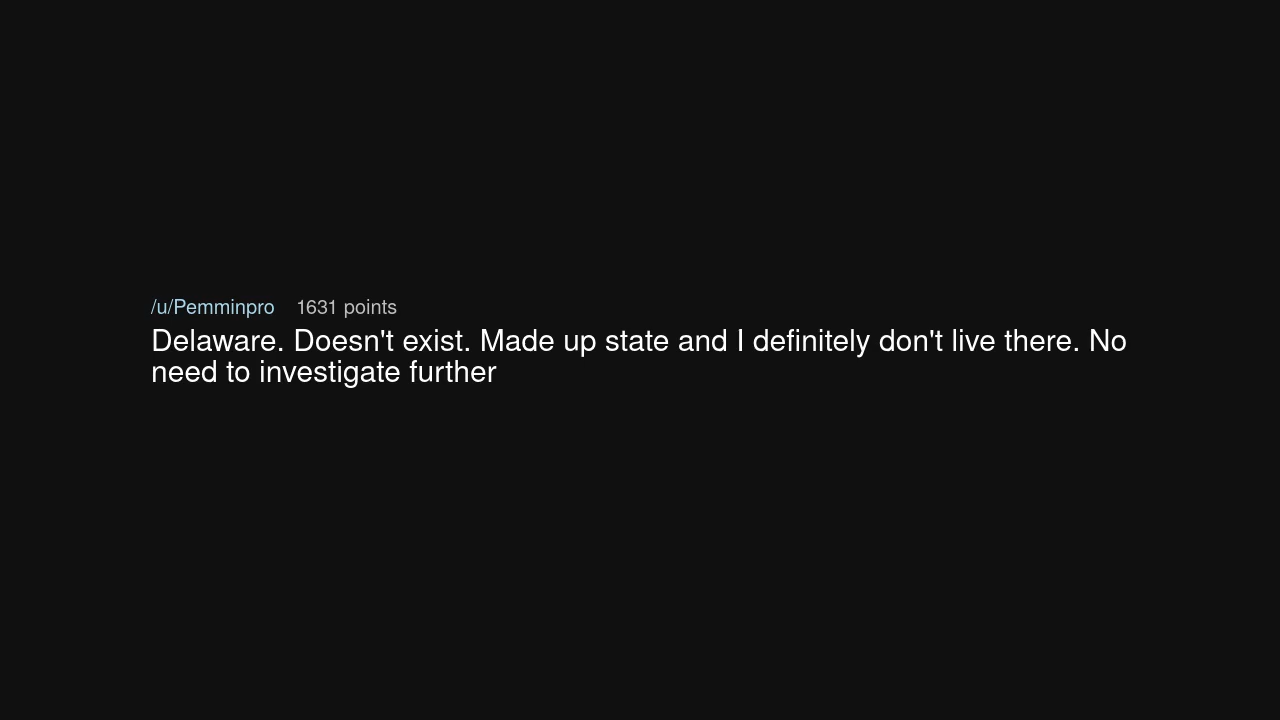 /u/Pemminpro 1631 points
Delaware. Doesn't exist. Made up state and I definitely don't live there. No
need to investigate further